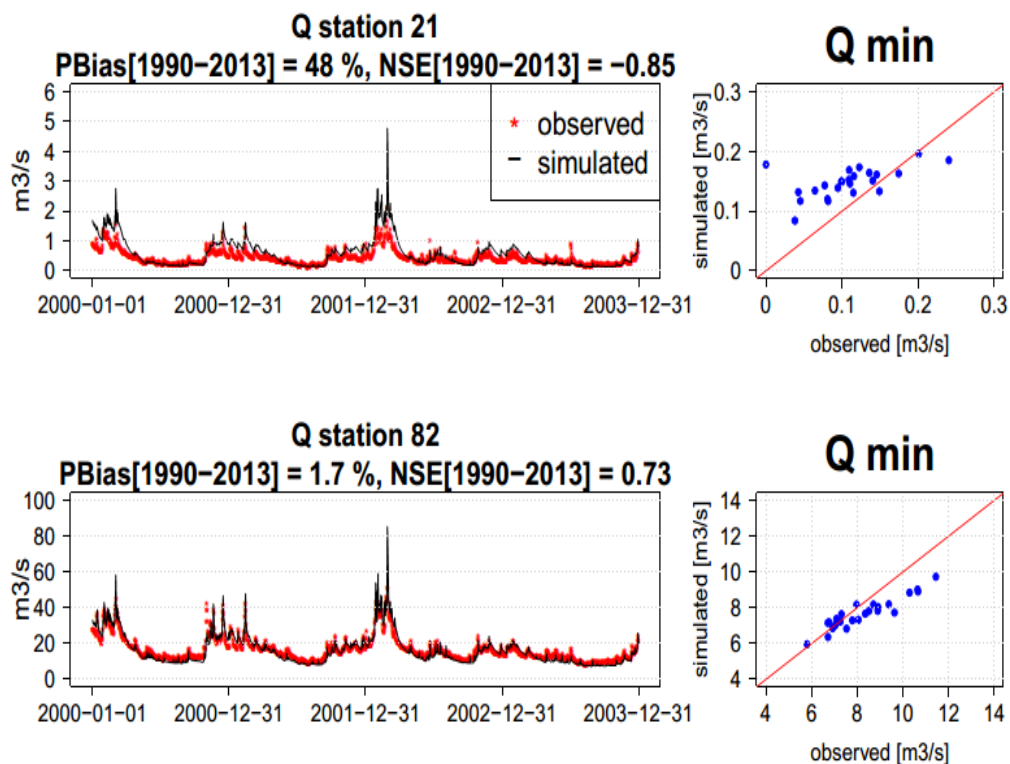 Q station 21
PBias[1990−2013] = 48 %, NSE[1990−2013] = −0.85
m3/s
6
5
4
3
2
1
0
* observed
− simulated
2000−01−01 2000−12−31 2001−12−31 2002−12−31 2003−12−31
Q min
simulated [m3/s]
0.3
0.2
0.1
0
0 0.1 0.2 0.3
observed [m3/s]
Q station 82
PBias[1990−2013] = 1.7 %, NSE[1990−2013] = 0.73
m3/s
100
80
60
40
20
0
2000−01−01 2000−12−31 2001−12−31 2002−12−31 2003−12−31
Q min
simulated [m3/s]
14
12
10
8
6
4
4 6 8 10 12 14
observed [m3/s]